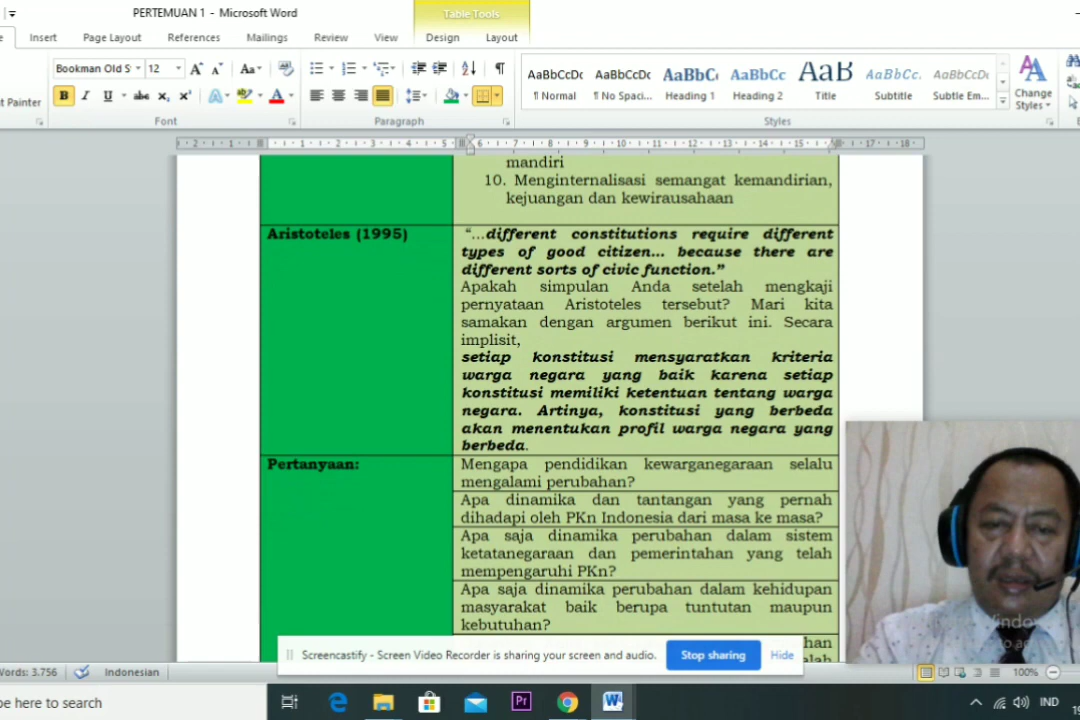 PERTEMUAN 1 - Microsoft Word
Table Tools
Insert
Page Layout
References
Mailings
Review
View
Design
Layout
Bookman Old S
12
Aa
t Painter
Font
Paragraph
AaBbCcDc
¶ Normal
AaBbCcDc
¶ No Spaci...
AaBbC
Heading 1
AaBbCc
Heading 2
AaB
Title
AaBbCc.
Subtitle
AaBbCcDc
Subtle Em...
Change
Styles
Styles
mandiri
10. Menginternalisasi semangat kemandirian,
kejuangan dan kewirausahaan
Aristoteles (1995)
"...different constitutions require different
types of good citizen... because there are
different sorts of civic function."
Apakah simpulan Anda setelah mengkaji
pernyataan Aristoteles tersebut? Mari kita
samakan dengan argumen berikut ini. Secara
implisit,
setiap konstitusi mensyaratkan kriteria
warga negara yang baik karena setiap
konstitusi memiliki ketentuan tentang warga
negara. Artinya, konstitusi yang berbeda
akan menentukan profil warga negara yang
berbeda.
Pertanyaan:
Mengapa pendidikan kewarganegaraan selalu
mengalami perubahan?
Apa dinamika dan tantangan yang pernah
dihadapi oleh PKn Indonesia dari masa ke masa?
Apa saja dinamika perubahan dalam sistem
ketatanegaraan dan pemerintahan yang telah
mempengaruhi PKn?
Apa saja dinamika perubahan dalam kehidupan
masyarakat baik berupa tuntutan maupun
kebutuhan?
Screencastify - Screen Video Recorder is sharing your screen and audio.
Stop sharing
Hide
Words: 3.756
Indonesian
100%
pe here to search
IND